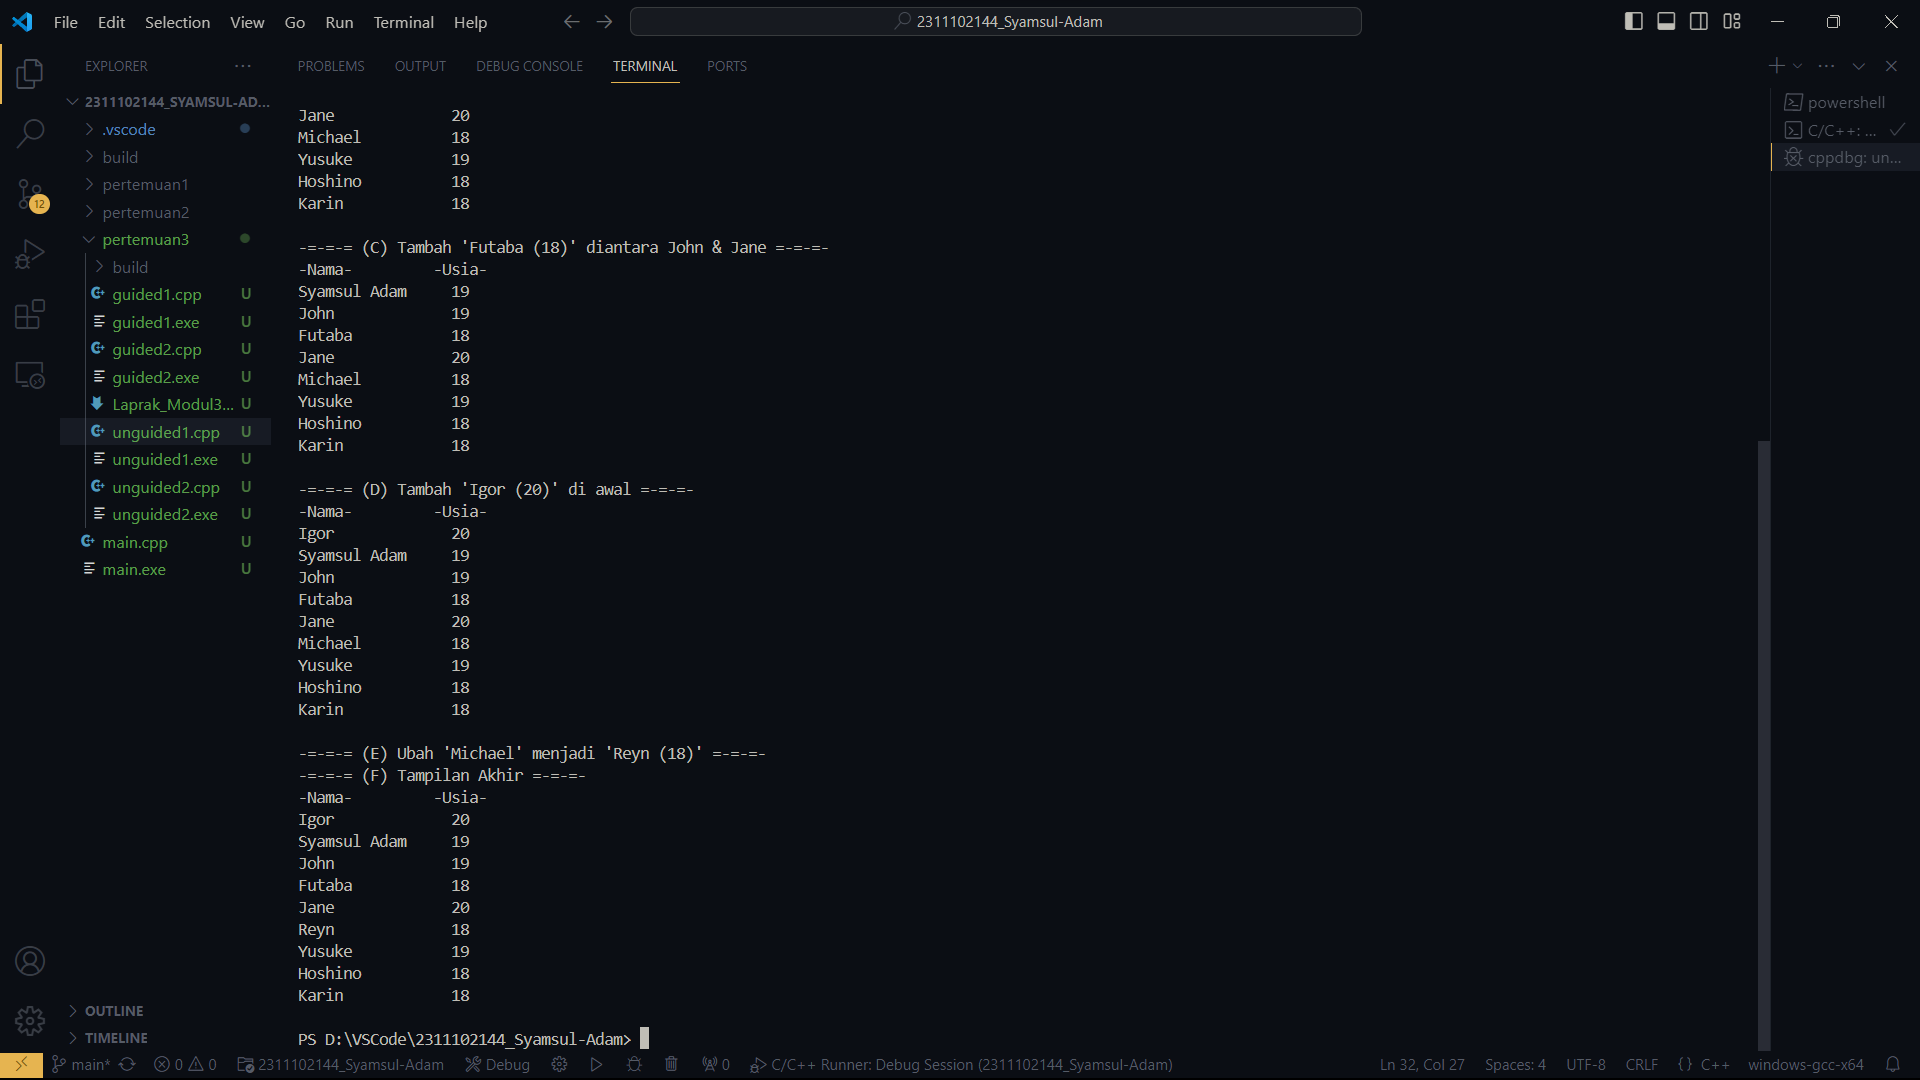 File Edit Selection View Go Run Terminal Help
2311102144_Syamsul-Adam
EXPLORER
PROBLEMS OUTPUT DEBUG CONSOLE TERMINAL PORTS
2311102144_SYAMSUL-AD...
.vscode
build
pertemuan1
12
pertemuan2
pertemuan3
build
guided1.cpp U
guided1.exe U
guided2.cpp U
guided2.exe U
Laprak_Modul3... U
unguided1.cpp U
unguided1.exe U
unguided2.cpp U
unguided2.exe U
main.cpp U
main.exe U
OUTLINE
TIMELINE
Jane 20
Michael 18
Yusuke 19
Hoshino 18
Karin 18
-=-=-= (C) Tambah 'Futaba (18)' diantara John & Jane =-=-=-
-Nama- -Usia-
Syamsul Adam 19
John 19
Futaba 18
Jane 20
Michael 18
Yusuke 19
Hoshino 18
Karin 18
-=-=-= (D) Tambah 'Igor (20)' di awal =-=-=-
-Nama- -Usia-
Igor 20
Syamsul Adam 19
John 19
Futaba 18
Jane 20
Michael 18
Yusuke 19
Hoshino 18
Karin 18
-=-=-= (E) Ubah 'Michael' menjadi 'Reyn (18)' =-=-=-
-=-=-= (F) Tampilan Akhir =-=-=-
-Nama- -Usia-
Igor 20
Syamsul Adam 19
John 19
Futaba 18
Jane 20
Reyn 18
Yusuke 19
Hoshino 18
Karin 18
PS D:\VSCode\2311102144_Syamsul-Adam>
powershell
C/C++: ...
cppdbg: un...
main* 0 0 2311102144_Syamsul-Adam Debug 0 C/C++ Runner: Debug Session (2311102144_Syamsul-Adam) Ln 32, Col 27 Spaces: 4 UTF-8 CRLF {} C++ windows-gcc-x64